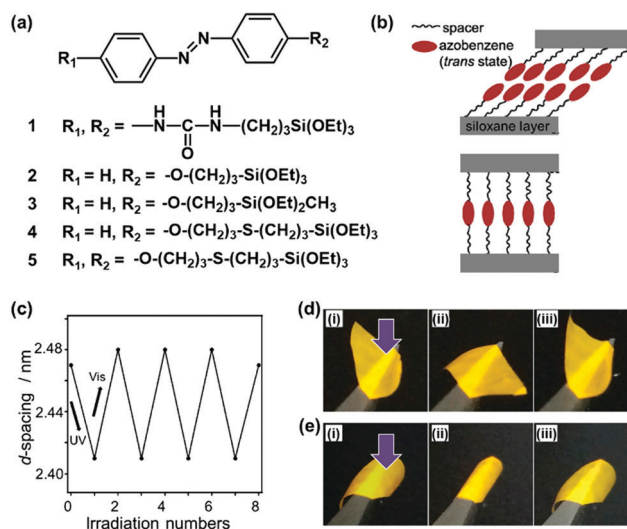 (a)
R₁
N
N
R₂
1 R₁, R₂ = H N C O H N (CH₂)₃Si(OEt)₃
2 R₁ = H, R₂ = -O-(CH₂)₃-Si(OEt)₃
3 R₁ = H, R₂ = -O-(CH₂)₃-Si(OEt)₂CH₃
4 R₁ = H, R₂ = -O-(CH₂)₃-S-(CH₂)₃-Si(OEt)₃
5 R₁, R₂ = -O-(CH₂)₃-S-(CH₂)₃-Si(OEt)₃
(b)
spacer
azobenzene
(trans state)
siloxane layer
(c)
d-spacing / nm
2.48
2.44
2.40
Vis
UV
0 2 4 6 8
Irradiation numbers
(d)
(i) (ii) (iii)
(e)
(i) (ii) (iii)